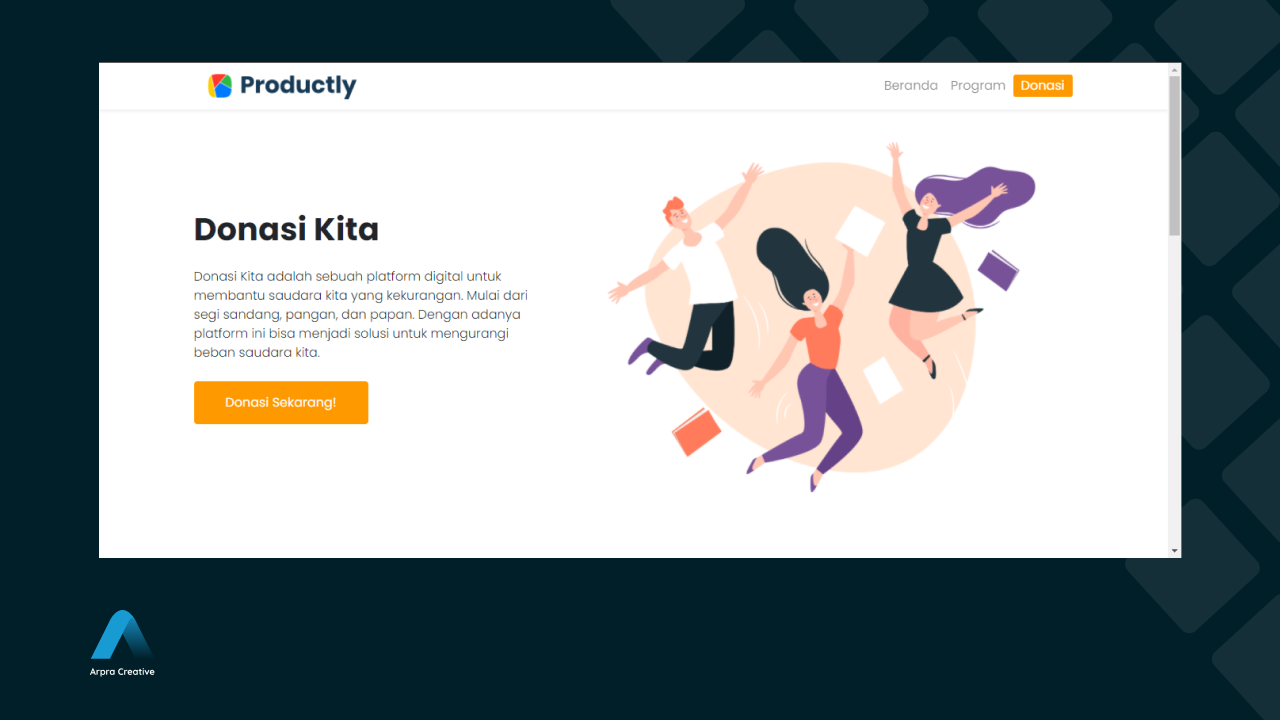 Productly
Beranda Program Donasi
Donasi Kita
Donasi Kita adalah sebuah platform digital untuk
membantu saudara kita yang kekurangan. Mulai dari
segi sandang, pangan, dan papan. Dengan adanya
platform ini bisa menjadi solusi untuk mengurangi
beban saudara kita.
Donasi Sekarang!
Arpra Creative